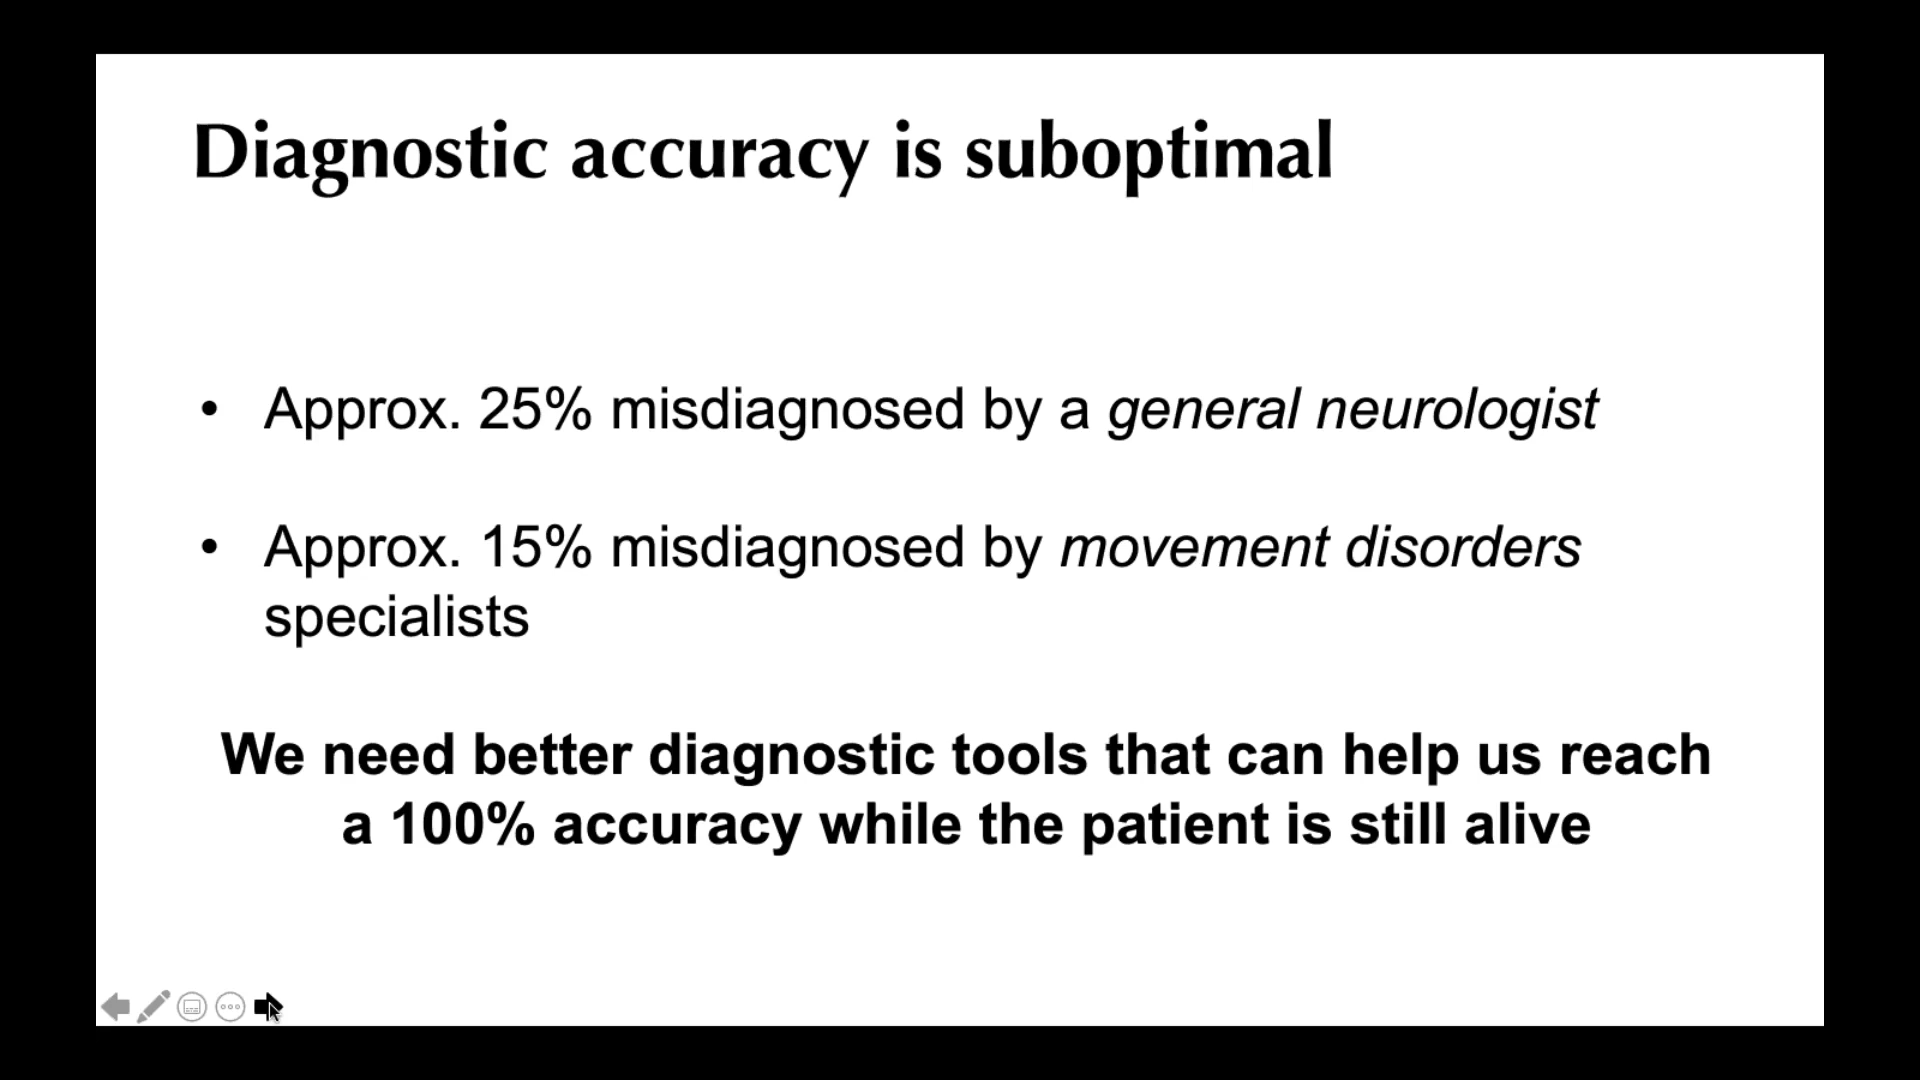 Diagnostic accuracy is suboptimal
• Approx. 25% misdiagnosed by a general neurologist
• Approx. 15% misdiagnosed by movement disorders
specialists
We need better diagnostic tools that can help us reach
a 100% accuracy while the patient is still alive